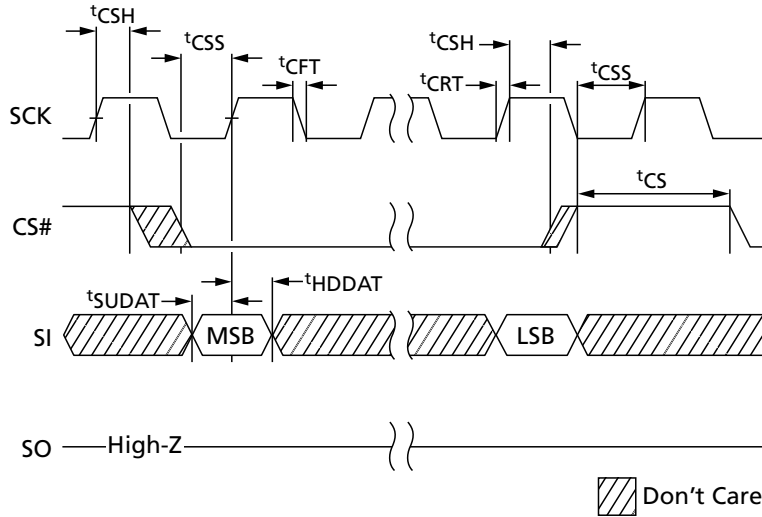 tCSH
tCSS
tCFT
tCSH
tCRT
tCSS
SCK
tCS
CS#
tSUDAT
tHDDAT
SI
MSB
LSB
SO
High-Z
Don't Care